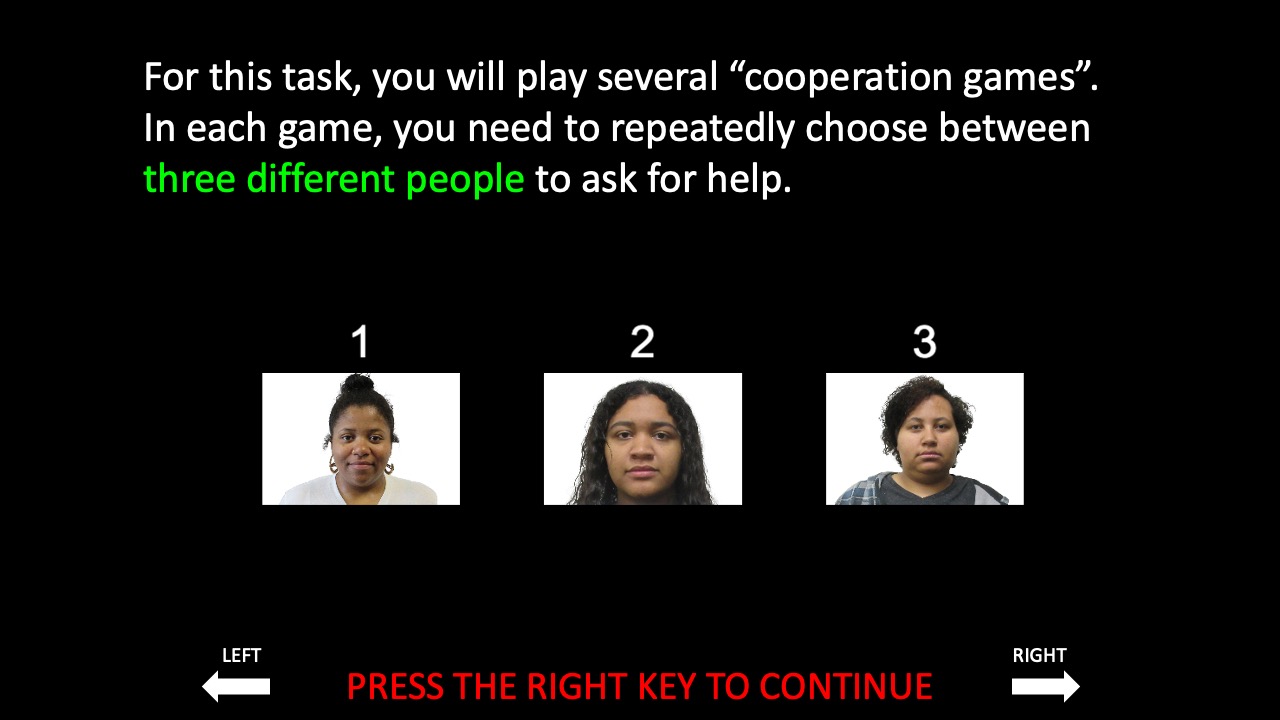 For this task, you will play several “cooperation games”.
In each game, you need to repeatedly choose between
three different people to ask for help.
1 2 3
LEFT RIGHT
PRESS THE RIGHT KEY TO CONTINUE